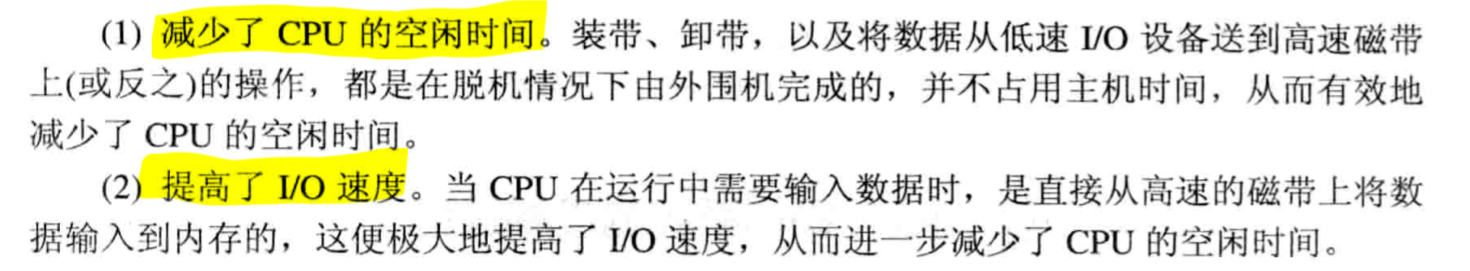 (1) 减少了 CPU 的空闲时间。装带、卸带，以及将数据从低速 I/O 设备送到高速磁带
上(或反之)的操作，都是在脱机情况下由外围机完成的，并不占用主机时间，从而有效地
减少了 CPU 的空闲时间。
(2) 提高了 I/O 速度。当 CPU 在运行中需要输入数据时，是直接从高速的磁带上将数
据输入到内存的，这便极大地提高了 I/O 速度，从而进一步减少了 CPU 的空闲时间。